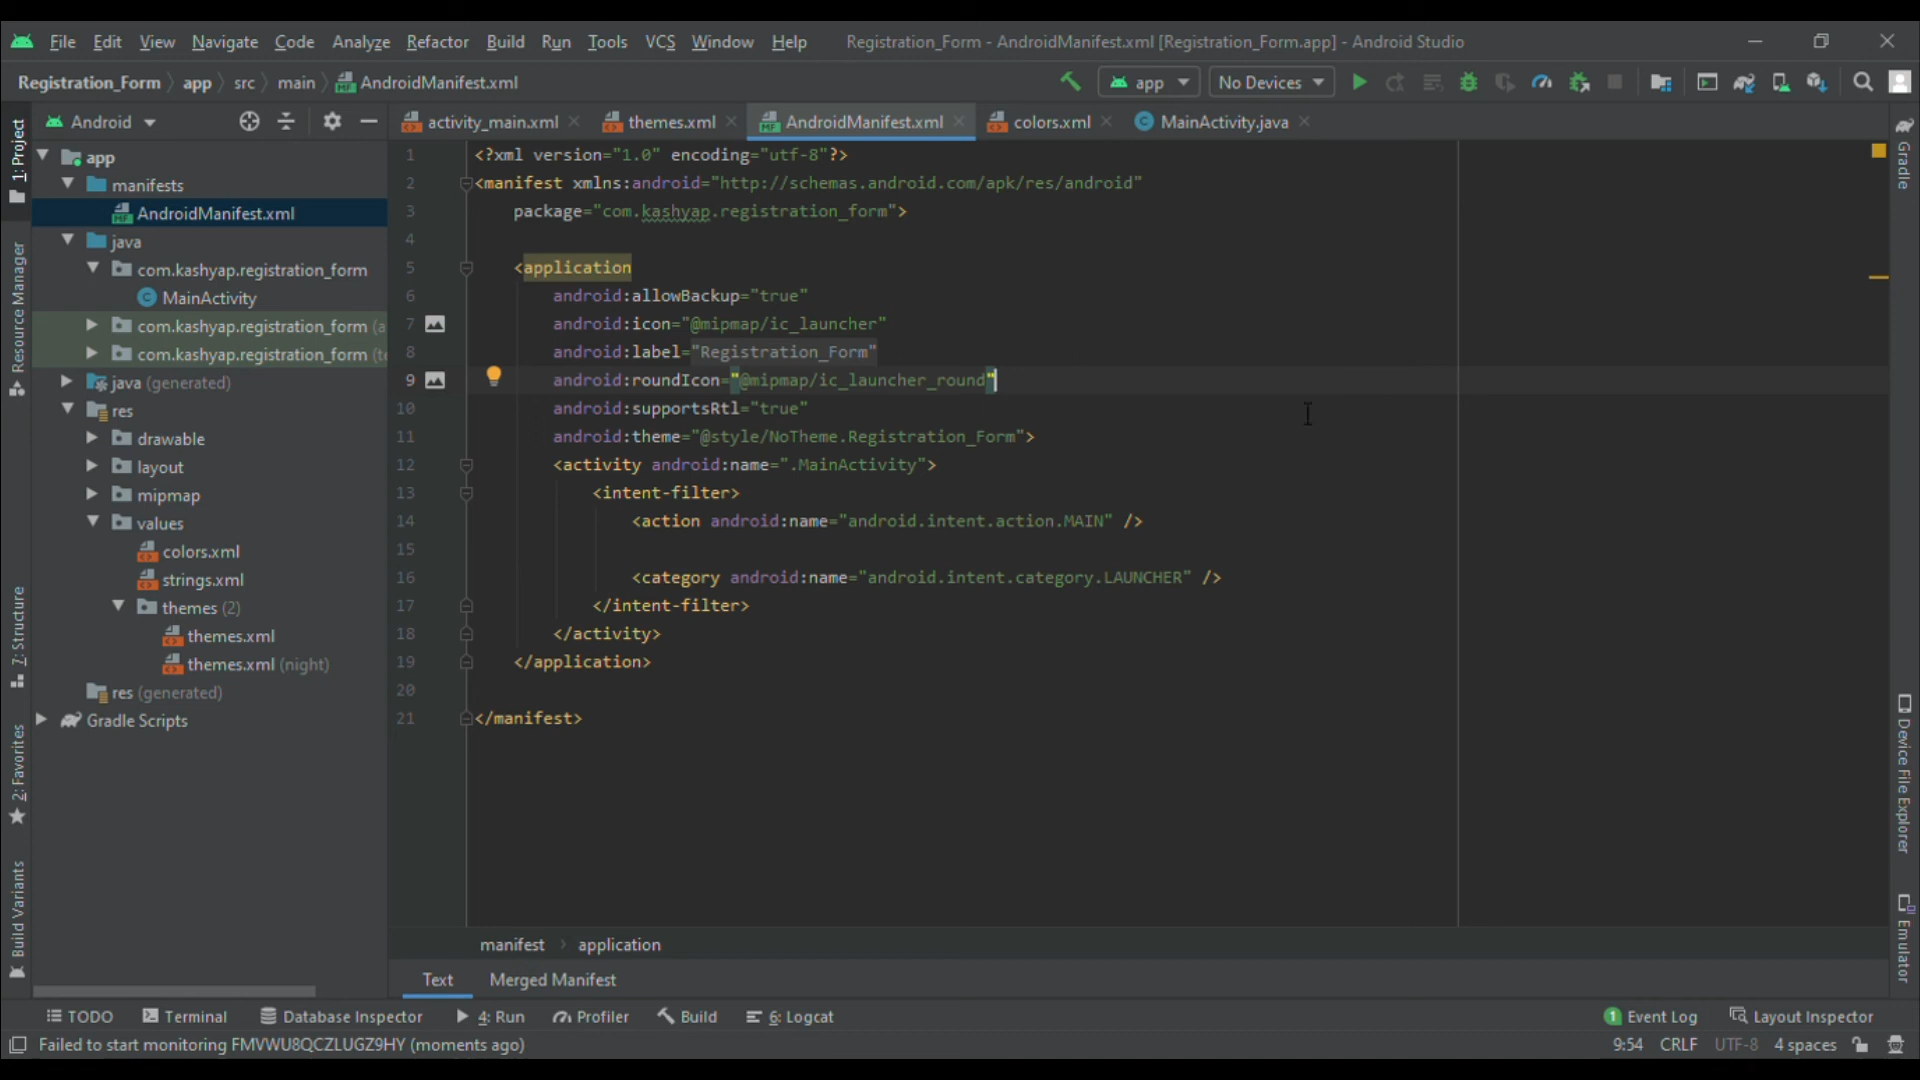 File Edit View Navigate Code Analyze Refactor Build Run Tools VCS Window Help Registration_Form - AndroidManifest.xml [Registration_Form.app] - Android Studio
Registration_Form app src main AndroidManifest.xml app No Devices
Android activity_main.xml themes.xml AndroidManifest.xml colors.xml MainActivity.java
1: Project
Resource Manager
7: Structure
2: Favorites
Build Variants
app
manifests
AndroidManifest.xml
java
com.kashyap.registration_form
MainActivity
com.kashyap.registration_form (a
com.kashyap.registration_form (te
java (generated)
res
drawable
layout
mipmap
values
colors.xml
strings.xml
themes (2)
themes.xml
themes.xml (night)
res (generated)
Gradle Scripts
1 <?xml version="1.0" encoding="utf-8"?>
2 <manifest xmlns:android="http://schemas.android.com/apk/res/android"
3 package="com.kashyap.registration_form">
4
5 <application
6 android:allowBackup="true"
7 android:icon="@mipmap/ic_launcher"
8 android:label="Registration_Form"
9 android:roundIcon="@mipmap/ic_launcher_round"
10 android:supportsRtl="true"
11 android:theme="@style/NoTheme.Registration_Form">
12 <activity android:name=".MainActivity">
13 <intent-filter>
14 <action android:name="android.intent.action.MAIN" />
15
16 <category android:name="android.intent.category.LAUNCHER" />
17 </intent-filter>
18 </activity>
19 </application>
20
21 </manifest>
Gradle
Device File Explorer
Emulator
manifest application
Text Merged Manifest
TODO Terminal Database Inspector 4: Run Profiler Build 6: Logcat 1 Event Log Layout Inspector
Failed to start monitoring FMVWU8QCZLUGZ9HY (moments ago) 9:54 CRLF UTF-8 4 spaces